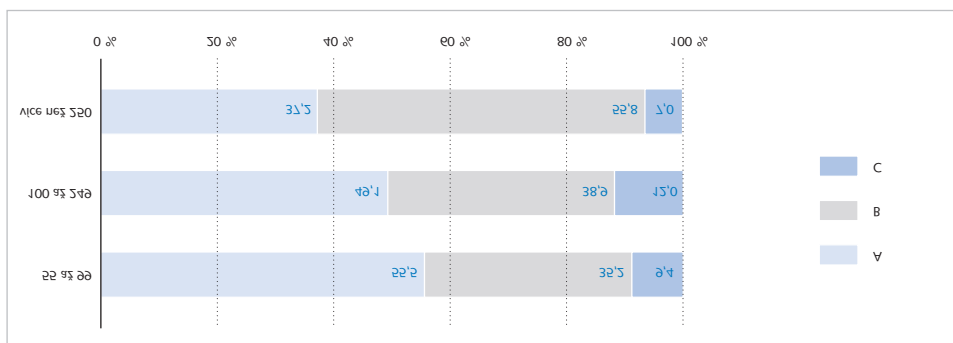 55 až 99
55,5
35,2
9,4
A
100 až 249
49,1
38,9
12,0
B
C
více než 250
37,2
55,8
7,0
0 %
20 %
40 %
60 %
80 %
100 %